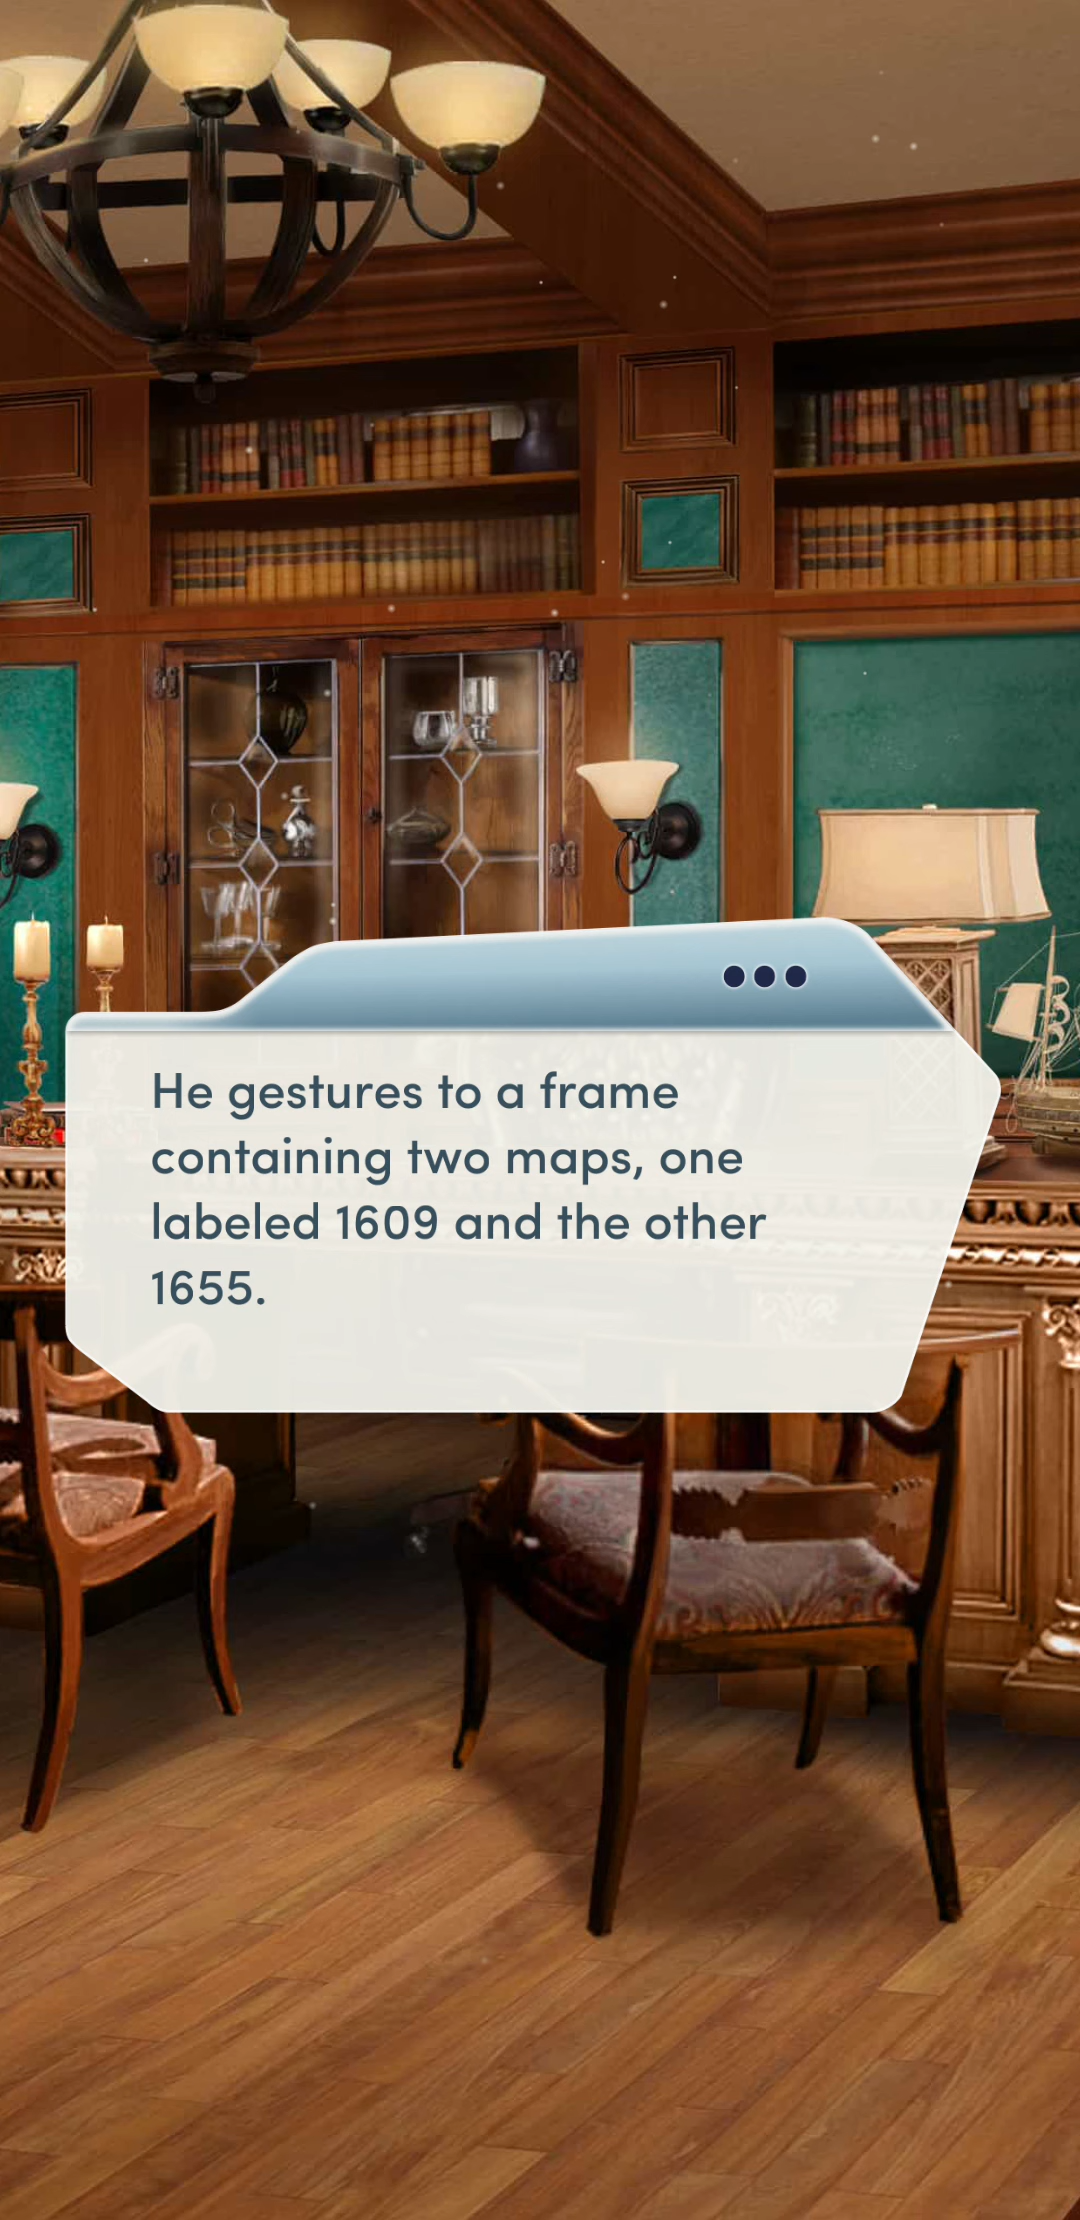 He gestures to a frame
containing two maps, one
labeled 1609 and the other
1655.